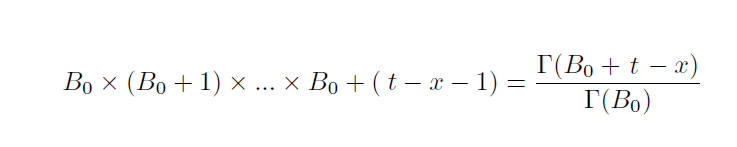 B₀ × (B₀ + 1) × ... × B₀ + ( t − x − 1) = Γ(B₀ + t − x) / Γ(B₀)